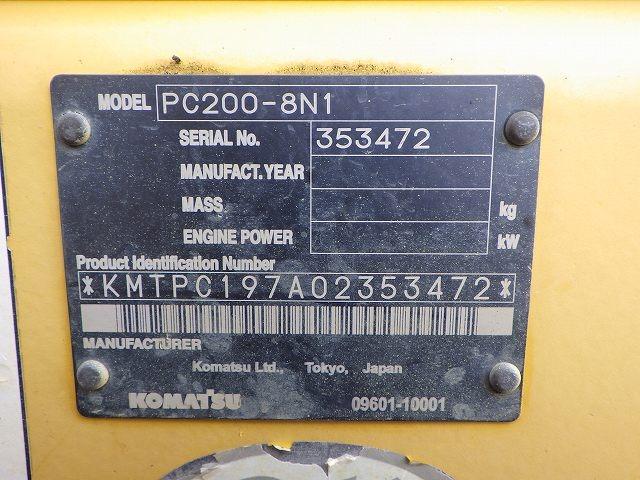 MODEL PC200-8N1
SERIAL No. 353472
MANUFACT.YEAR
MASS kg
ENGINE POWER kW
Product Identification Number
*KMTPC197A02353472*
MANUFACTURER
Komatsu Ltd., Tokyo, Japan
KOMATSU 09601-10001